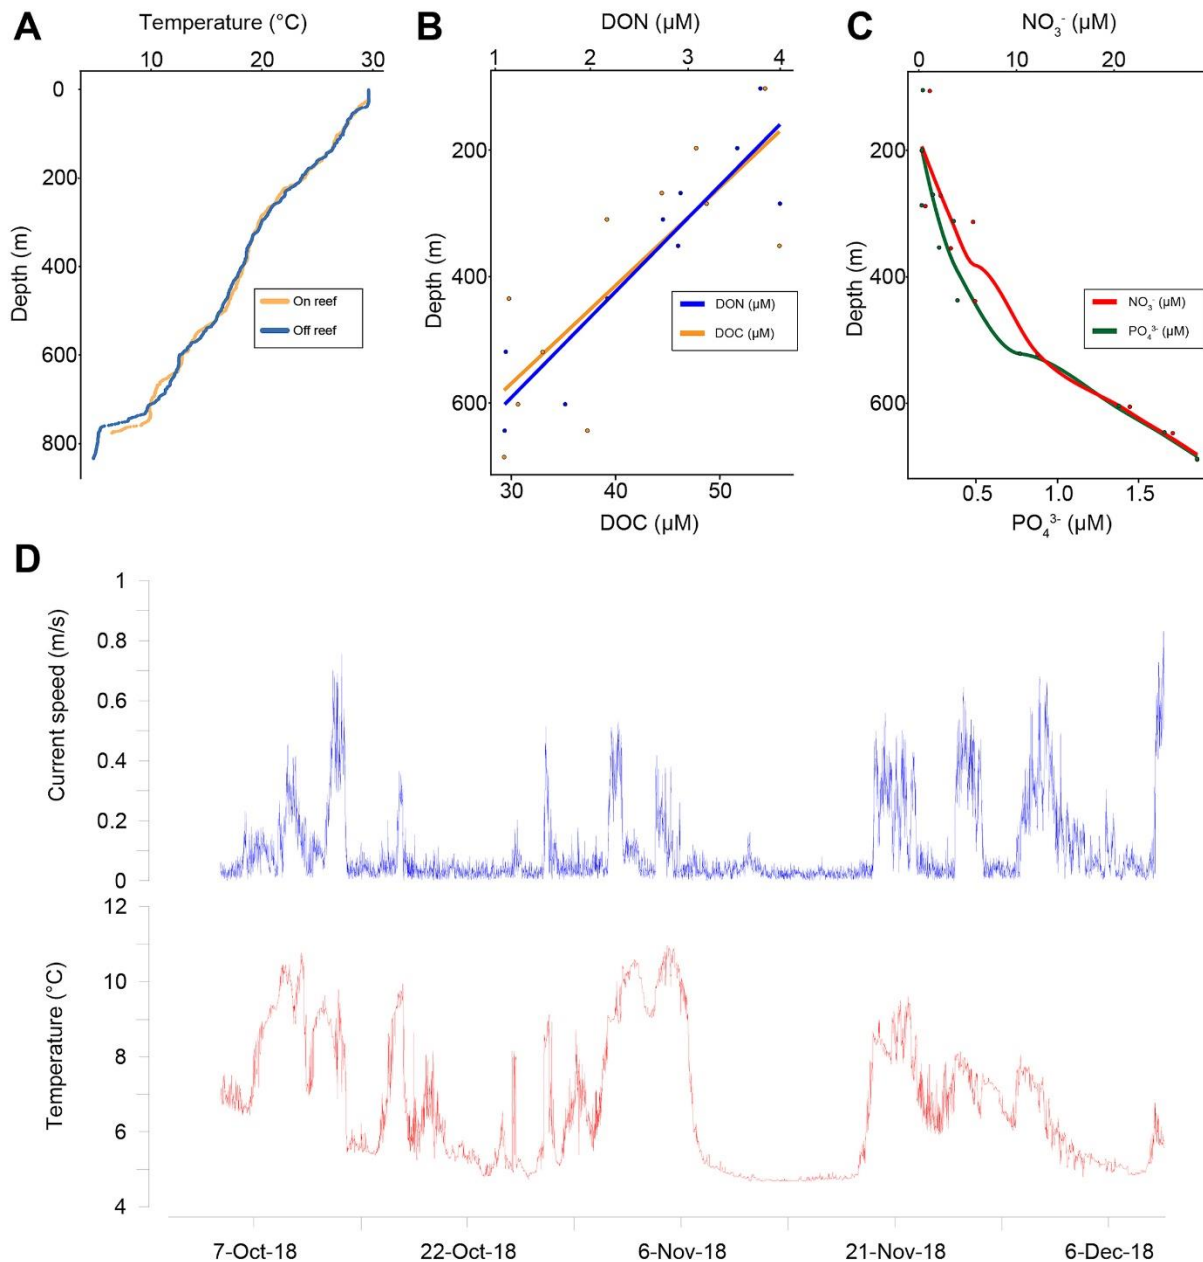 A
Temperature (°C)
10 20 30
0
200
400
600
800
Depth (m)
On reef
Off reef
B
DON (µM)
1 2 3 4
200
400
600
Depth (m)
DON (µM)
DOC (µM)
30 40 50
DOC (µM)
C
NO₃⁻ (µM)
0 10 20
200
400
600
Depth (m)
NO₃⁻ (µM)
PO₄³⁻ (µM)
0.5 1.0 1.5
PO₄³⁻ (µM)
D
1
0.8
0.6
0.4
0.2
0
Current speed (m/s)
12
10
8
6
4
Temperature (°C)
7-Oct-18 22-Oct-18 6-Nov-18 21-Nov-18 6-Dec-18